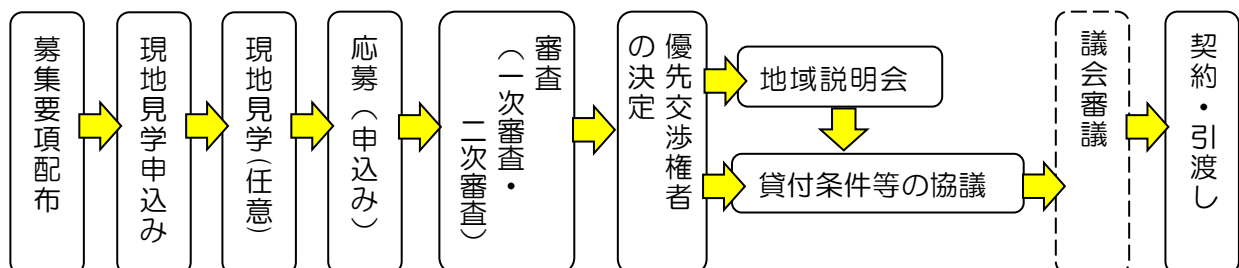 募集要項配布
現地見学申込み
現地見学(任意)
応募（申込み）
審査
（一次審査・
二次審査）
優先交渉権者
の決定
地域説明会
貸付条件等の協議
議会審議
契約・引渡し